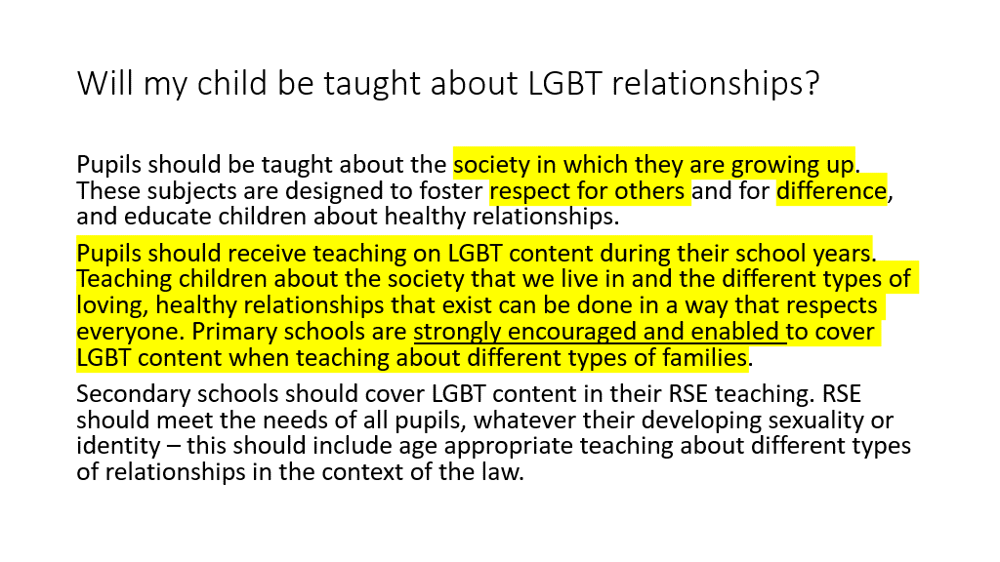 Will my child be taught about LGBT relationships?
Pupils should be taught about the society in which they are growing up.
These subjects are designed to foster respect for others and for difference,
and educate children about healthy relationships.
Pupils should receive teaching on LGBT content during their school years.
Teaching children about the society that we live in and the different types of
loving, healthy relationships that exist can be done in a way that respects
everyone. Primary schools are strongly encouraged and enabled to cover
LGBT content when teaching about different types of families.
Secondary schools should cover LGBT content in their RSE teaching. RSE
should meet the needs of all pupils, whatever their developing sexuality or
identity – this should include age appropriate teaching about different types
of relationships in the context of the law.